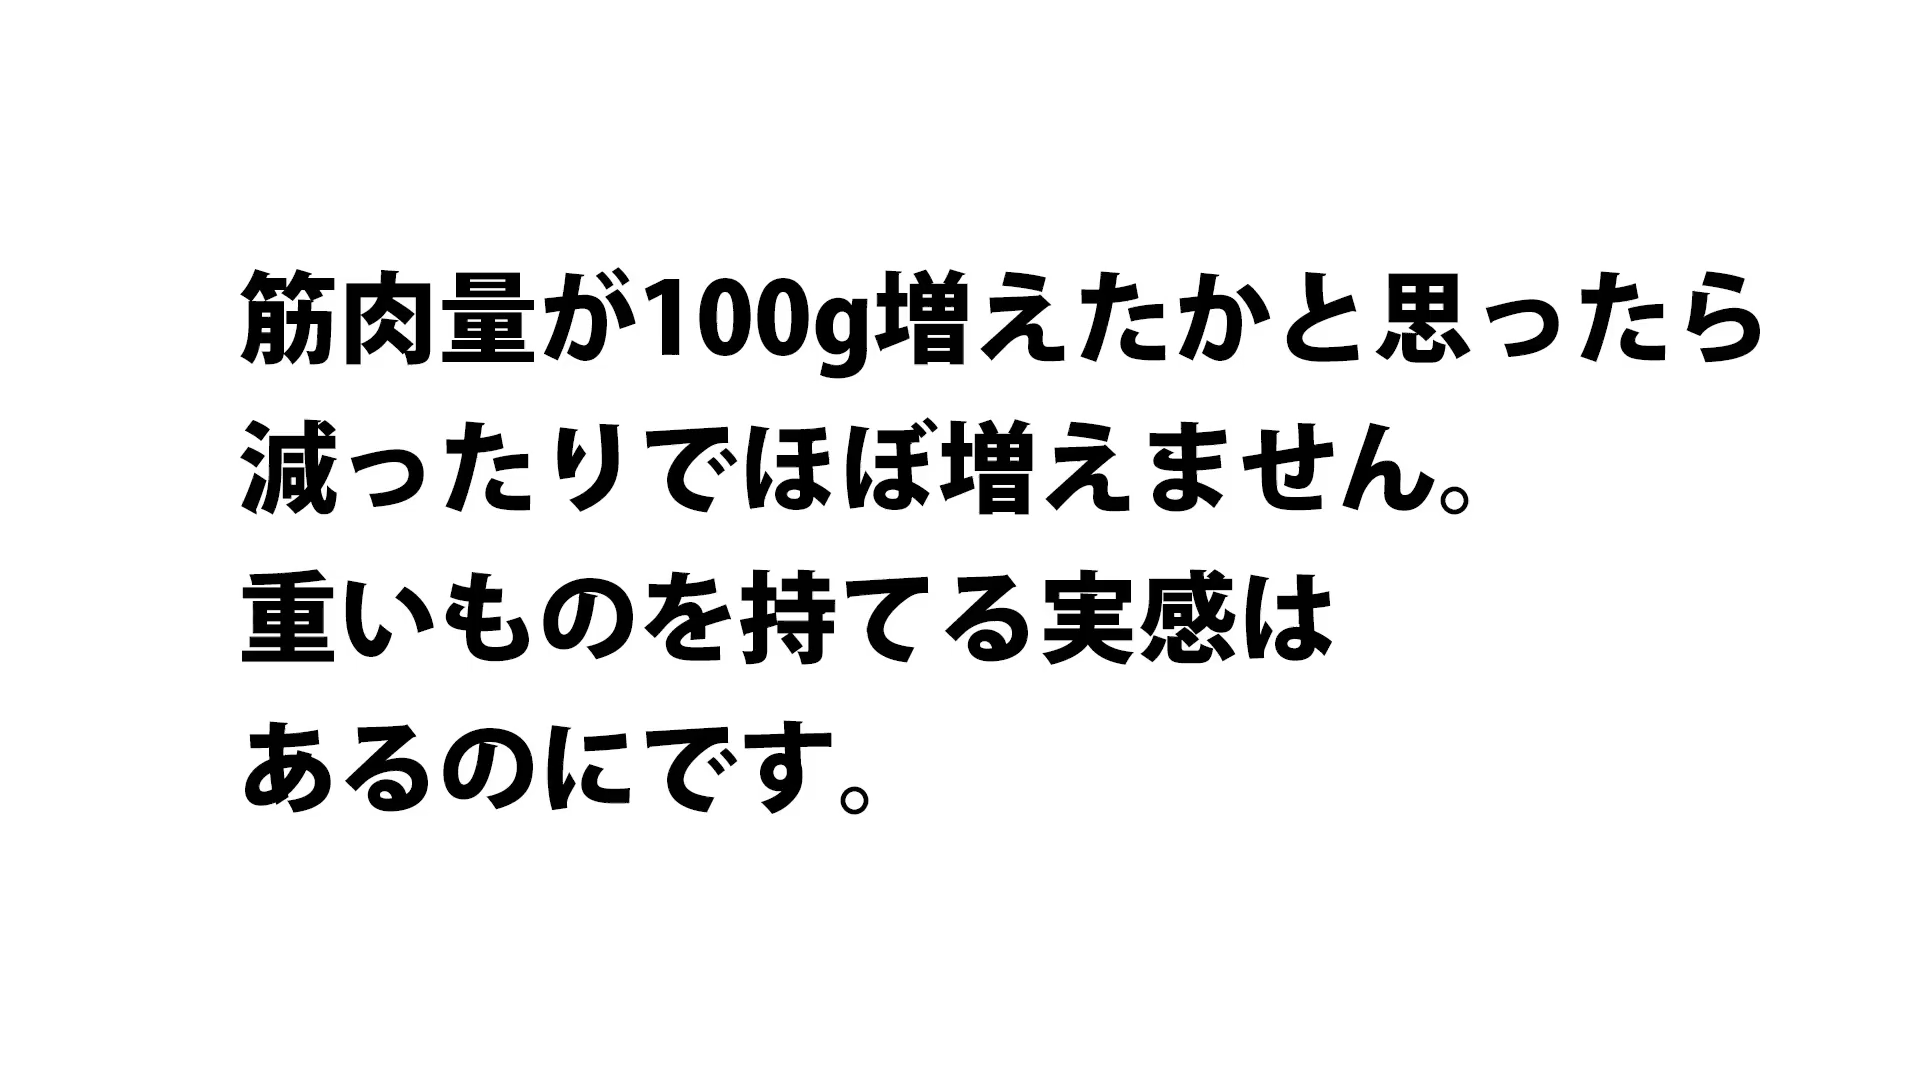 筋肉量が100g増えたかと思ったら
減ったりでほぼ増えません。
重いものを持てる実感は
あるのにです。